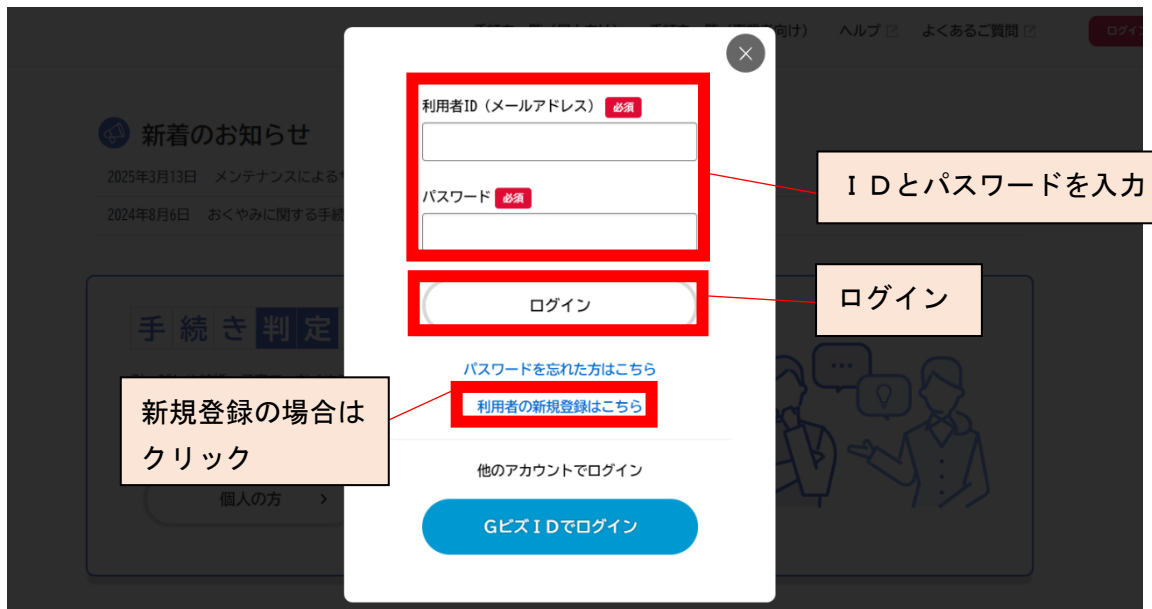 ヘルプ
よくあるご質問
新着のお知らせ
2025年3月13日 メンテナンスによる
2024年8月6日 おくやみに関する手続
手続き判定
個人の方
利用者ID（メールアドレス） 必須
パスワード 必須
ログイン
パスワードを忘れた方はこちら
利用者の新規登録はこちら
他のアカウントでログイン
GビズIDでログイン
ＩＤとパスワードを入力
ログイン
新規登録の場合は
クリック